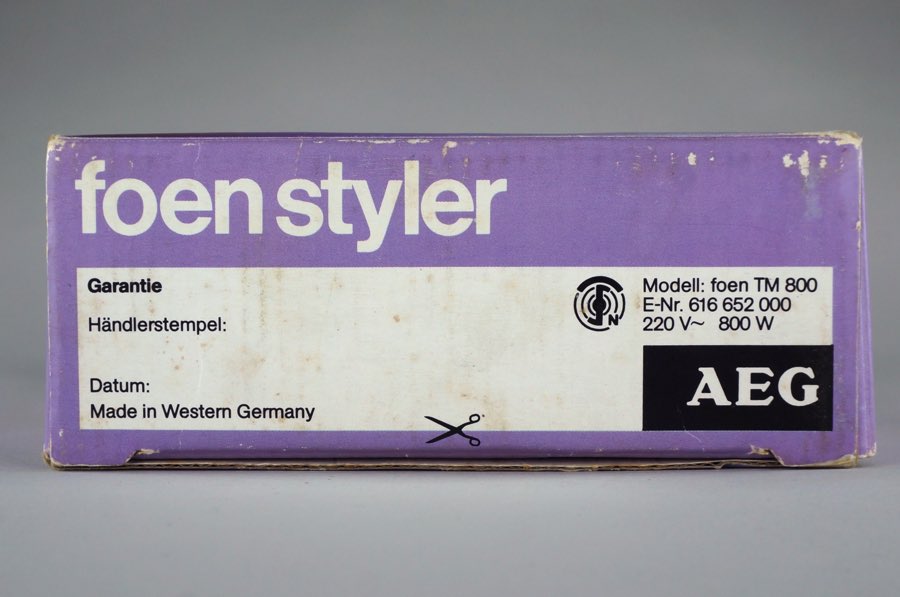 foen styler
Garantie
Händlerstempel:
Datum:
Made in Western Germany
Modell: foen TM 800
E-Nr. 616 652 000
220 V~ 800 W
N
AEG